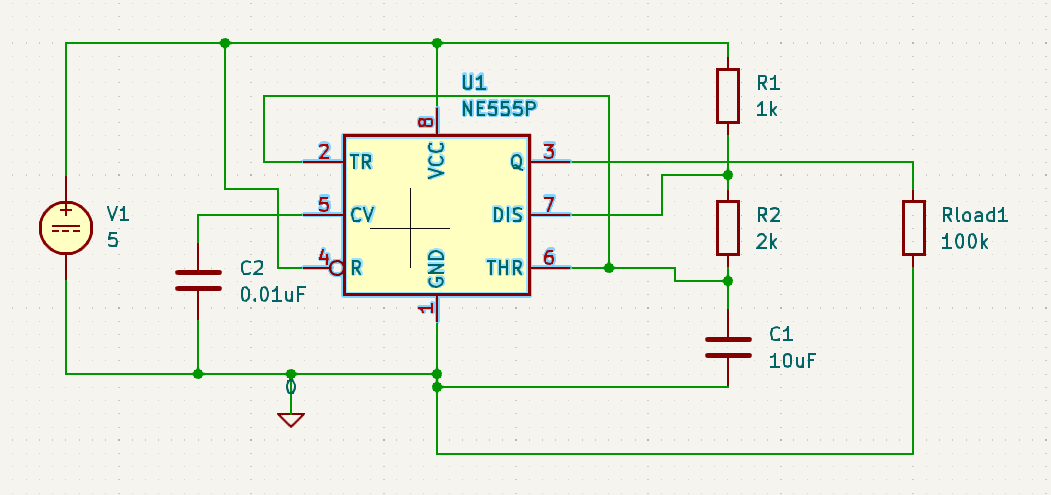 U1
NE555P
R1
1k
8
2
TR
VCC
Q
3
5
CV
DIS
7
4
R
GND
THR
6
1
V1
5
C2
0.01uF
R2
2k
Rload1
100k
C1
10uF
0